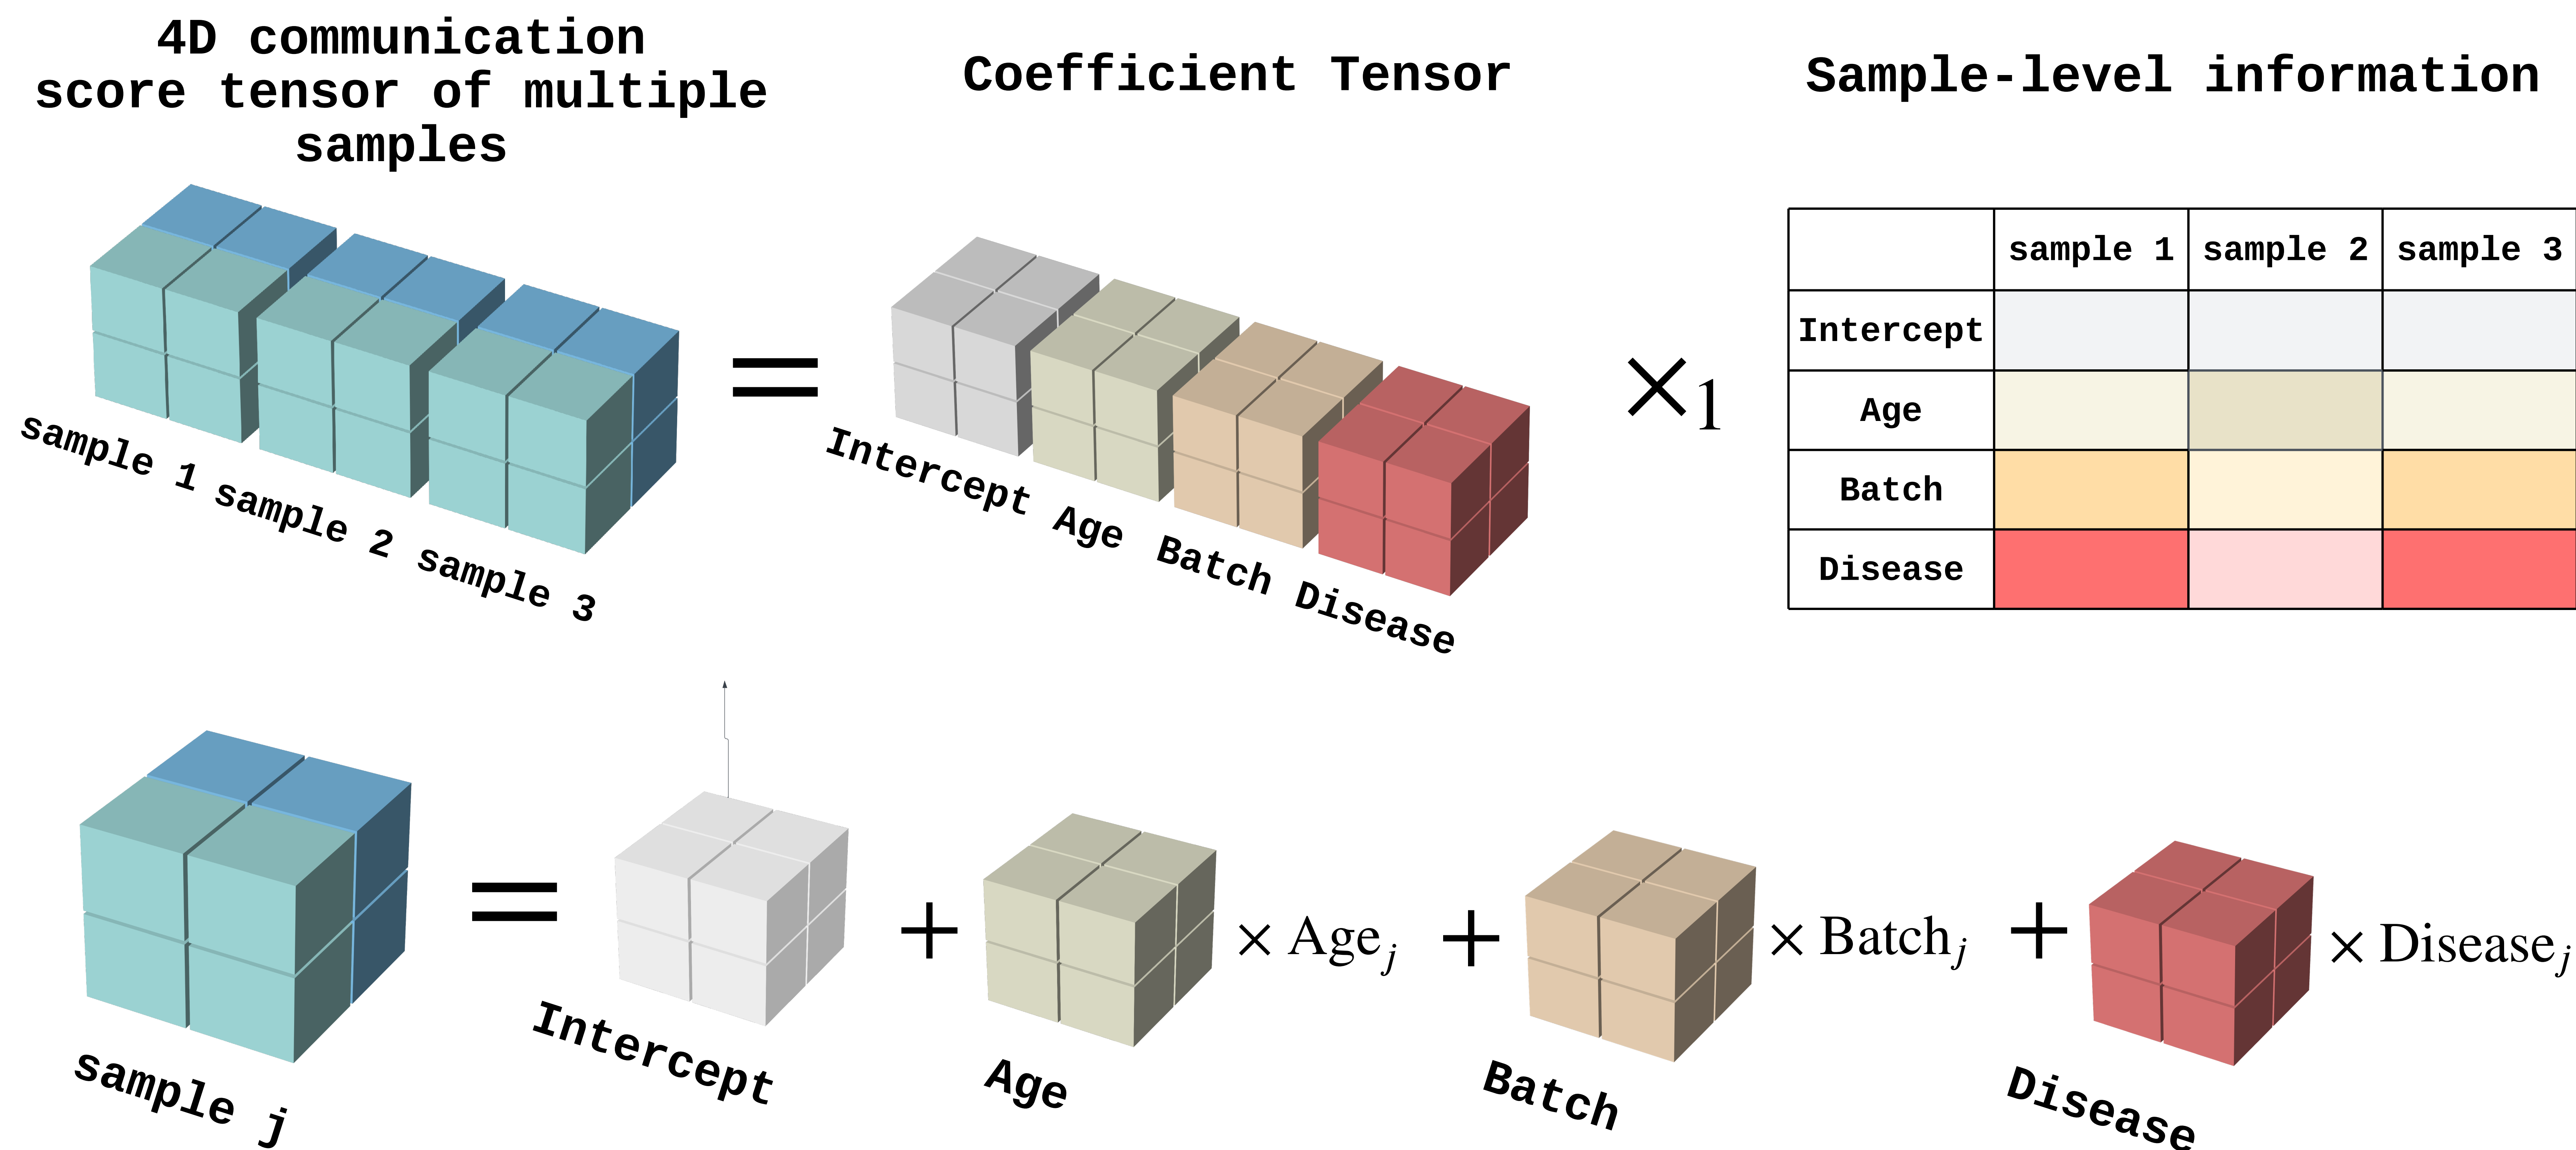 4D communication
score tensor of multiple
samples
Coefficient Tensor
Sample-level information
sample 1 sample 2 sample 3
=
Intercept Age Batch Disease
×1
sample 1 sample 2 sample 3
Intercept
Age
Batch
Disease
sample j
=
Intercept
+
Age
× Agej
+
Batch
× Batchj
+
Disease
× Diseasej